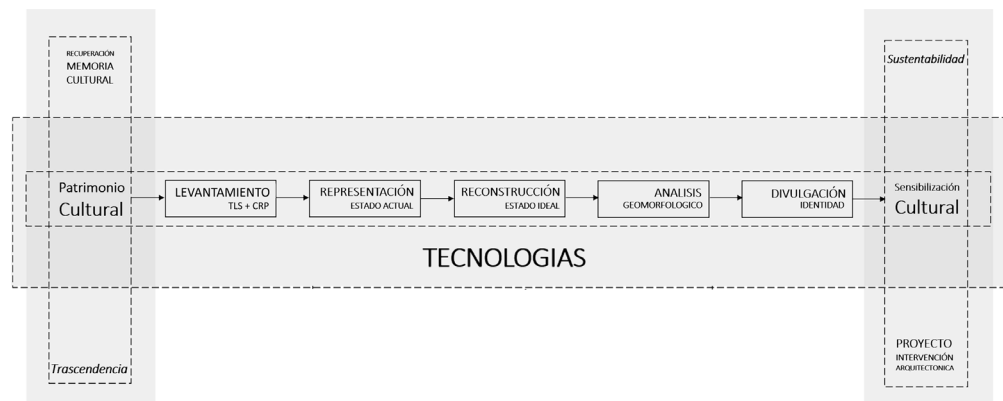 RECUPERACIÓN
MEMORIA
CULTURAL
Patrimonio
Cultural
Trascendencia
LEVANTAMIENTO
TLS + CRP
REPRESENTACIÓN
ESTADO ACTUAL
RECONSTRUCCIÓN
ESTADO IDEAL
ANALISIS
GEOMORFOLOGICO
DIVULGACIÓN
IDENTIDAD
TECNOLOGIAS
Sustentabilidad
Sensibilización
Cultural
PROYECTO
INTERVENCIÓN
ARQUITECTONICA